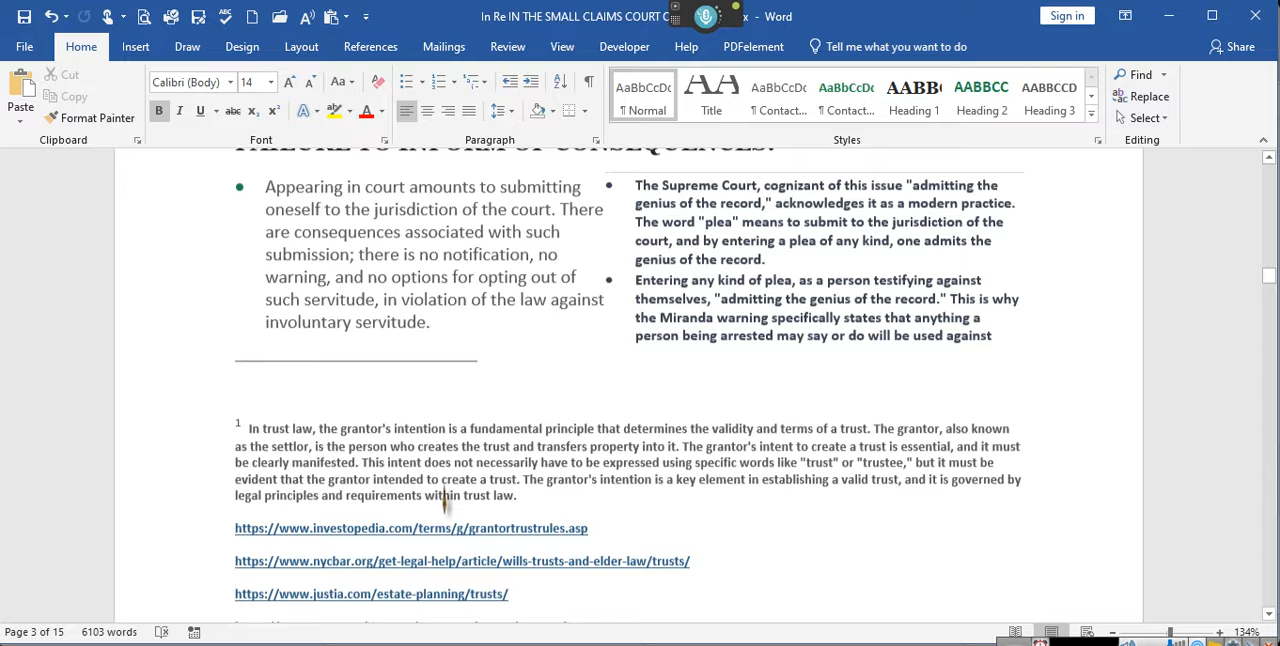 In Re IN THE SMALL CLAIMS COURT x - Word
Sign in
File Home Insert Draw Design Layout References Mailings Review View Developer Help PDFelement Tell me what you want to do Share
Paste
Cut
Copy
Format Painter
Clipboard
Calibri (Body) 14
Font
Paragraph
AaBbCcDc
¶ Normal
AA
Title
AaBbCcDc
¶ Contact...
AaBbCcDc
¶ Contact...
AABB
Heading 1
AABBCC
Heading 2
AABBCCD
Heading 3
Styles
Find
Replace
Select
Editing
FAILURE TO INFORM OF CONSEQUENCES:
Appearing in court amounts to submitting
oneself to the jurisdiction of the court. There
are consequences associated with such
submission; there is no notification, no
warning, and no options for opting out of
such servitude, in violation of the law against
involuntary servitude.
The Supreme Court, cognizant of this issue "admitting the
genius of the record," acknowledges it as a modern practice.
The word "plea" means to submit to the jurisdiction of the
court, and by entering a plea of any kind, one admits the
genius of the record.
Entering any kind of plea, as a person testifying against
themselves, "admitting the genius of the record." This is why
the Miranda warning specifically states that anything a
person being arrested may say or do will be used against
1 In trust law, the grantor's intention is a fundamental principle that determines the validity and terms of a trust. The grantor, also known
as the settlor, is the person who creates the trust and transfers property into it. The grantor's intent to create a trust is essential, and it must
be clearly manifested. This intent does not necessarily have to be expressed using specific words like "trust" or "trustee," but it must be
evident that the grantor intended to create a trust. The grantor's intention is a key element in establishing a valid trust, and it is governed by
legal principles and requirements within trust law.
https://www.investopedia.com/terms/g/grantortrustrules.asp
https://www.nycbar.org/get-legal-help/article/wills-trusts-and-elder-law/trusts/
https://www.justia.com/estate-planning/trusts/
Page 3 of 15 6103 words
134%